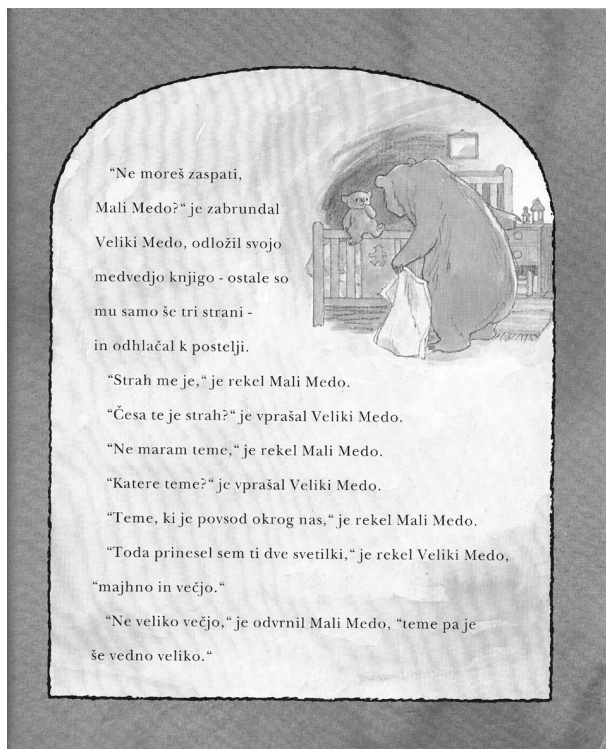 "Ne moreš zaspati,
Mali Medo?“ je zabrundal
Veliki Medo, odložil svojo
medvedjo knjigo - ostale so
mu samo še tri strani -
in odhlačal k postelji.
“Strah me je,“ je rekel Mali Medo.
“Česa te je strah?“ je vprašal Veliki Medo.
“Ne maram teme,“ je rekel Mali Medo.
“Katere teme?“ je vprašal Veliki Medo.
“Teme, ki je povsod okrog nas,“ je rekel Mali Medo.
“Toda prinesel sem ti dve svetilki,“ je rekel Veliki Medo,
“majhno in večjo.“
“Ne veliko večjo,“ je odvrnil Mali Medo, “teme pa je
še vedno veliko.“